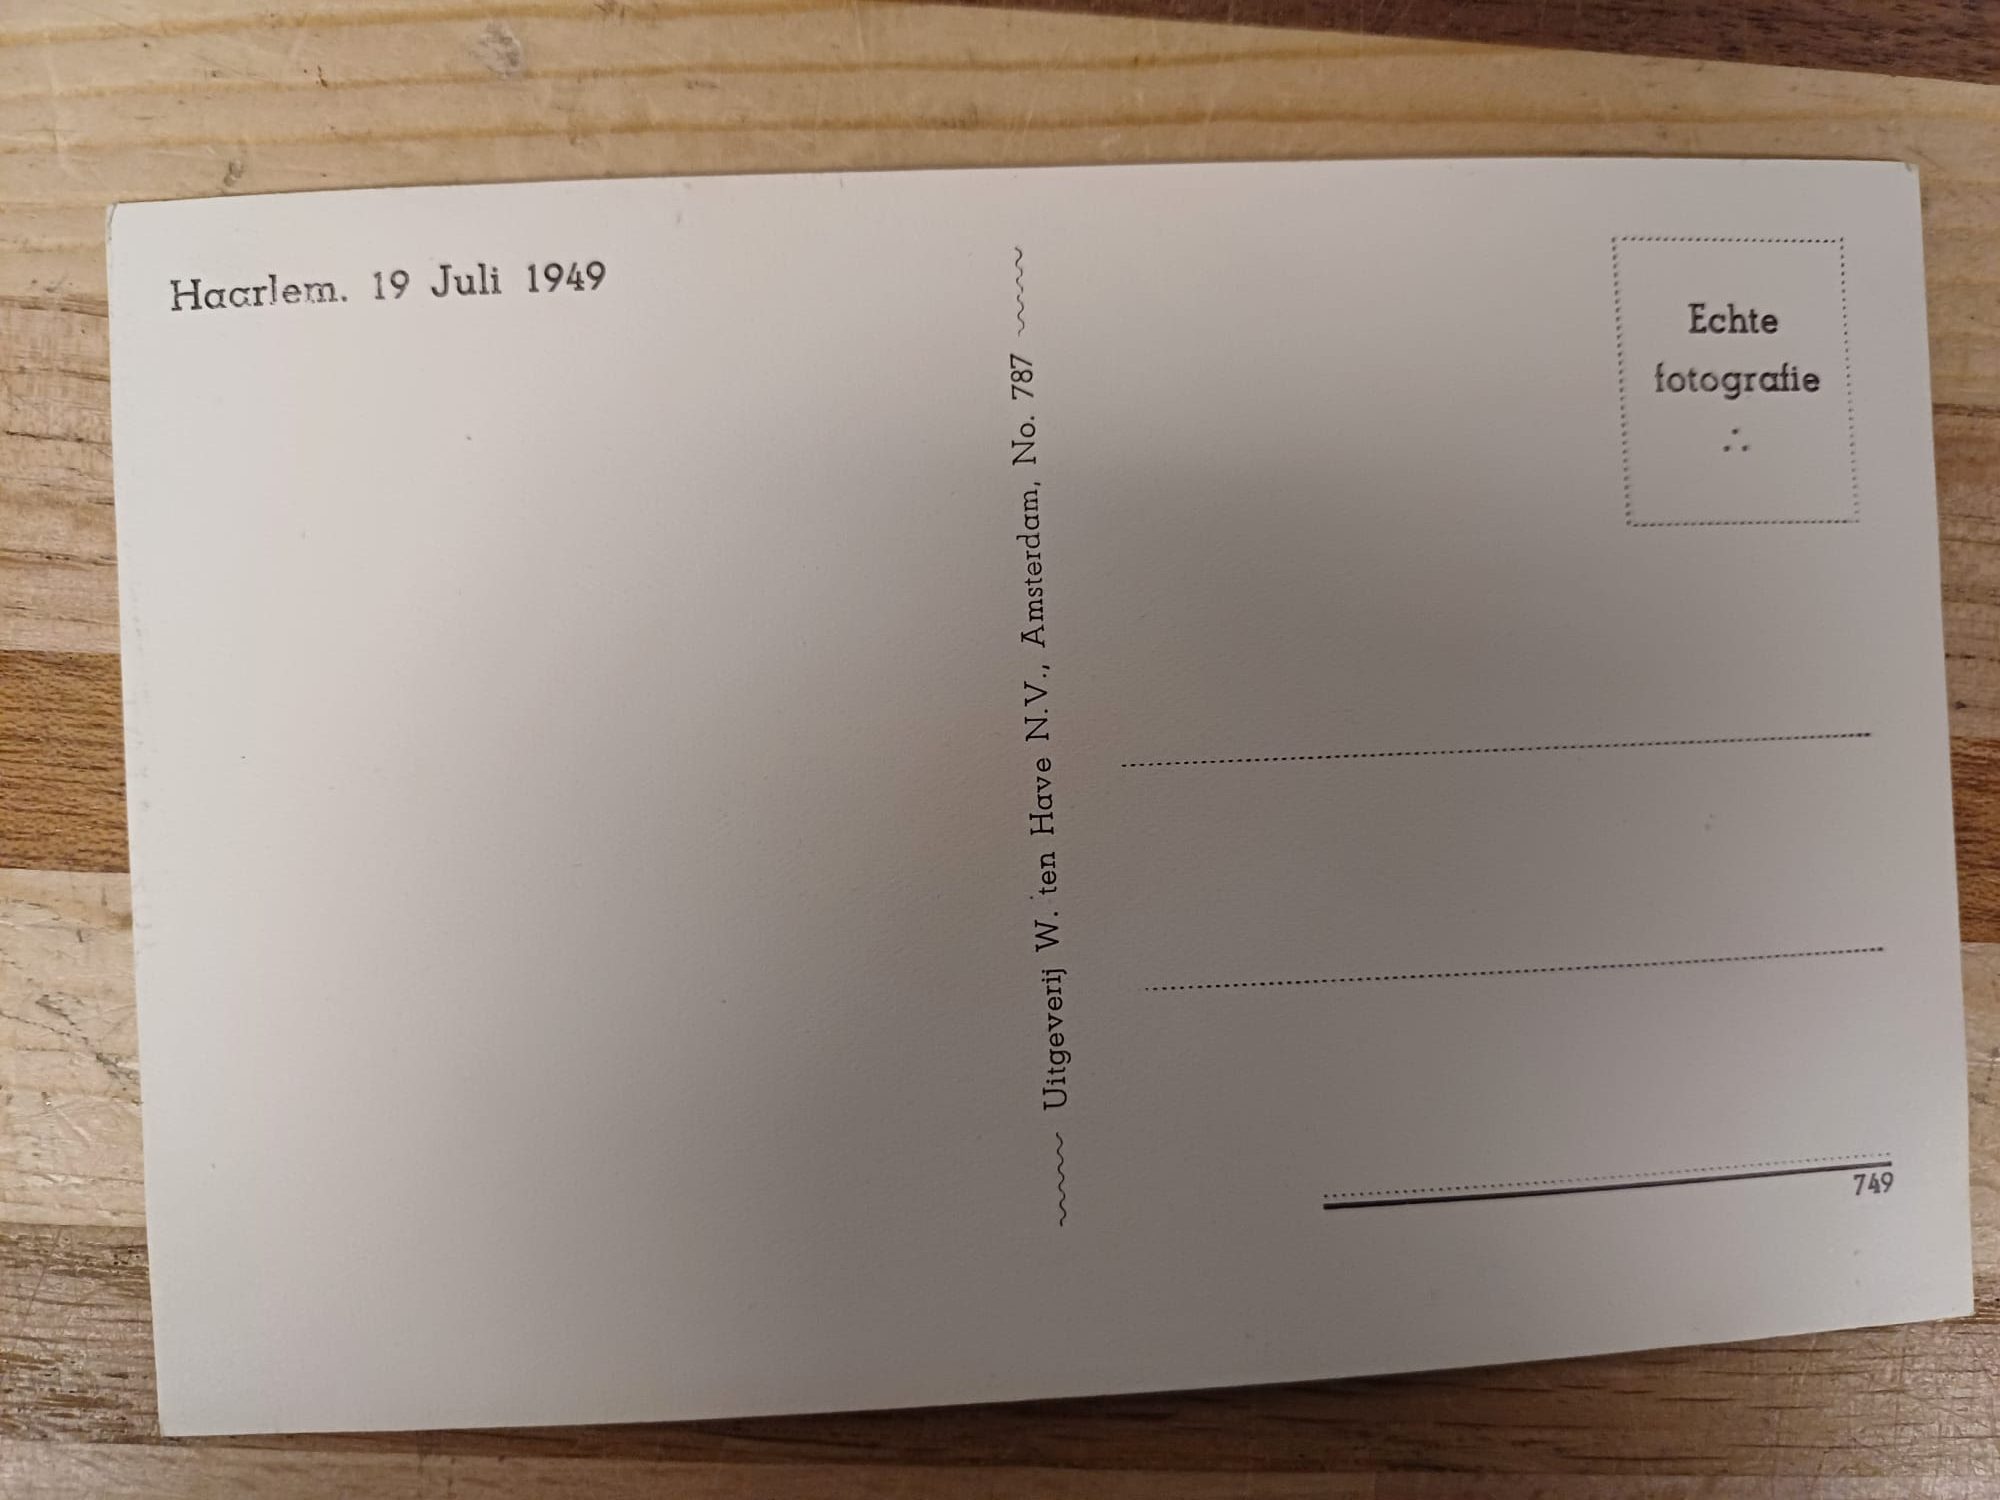 Haarlem. 19 Juli 1949
Uitgeverij W. ten Have N.V., Amsterdam, No. 787
Echte
fotografie
749